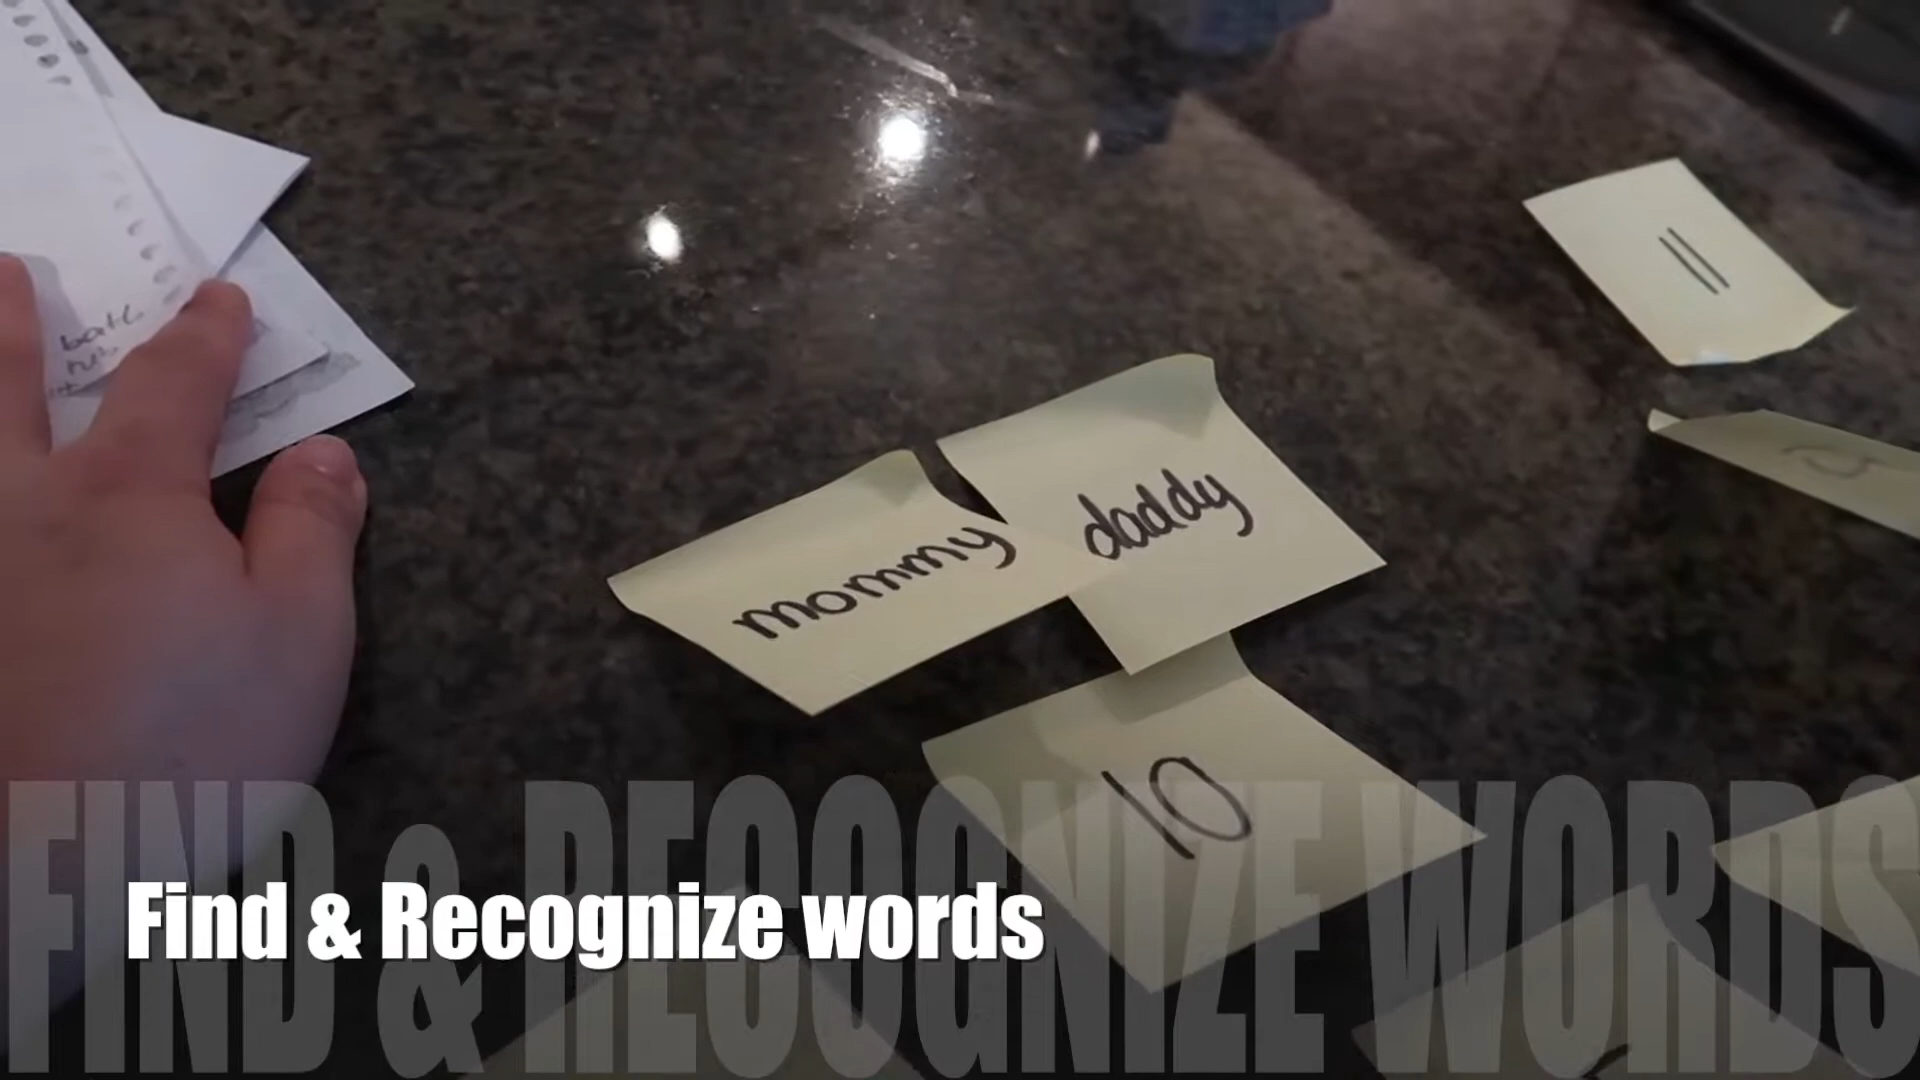 11
daddy
mommy
10
Find & Recognize words
FIND & RECOGNIZE WORDS